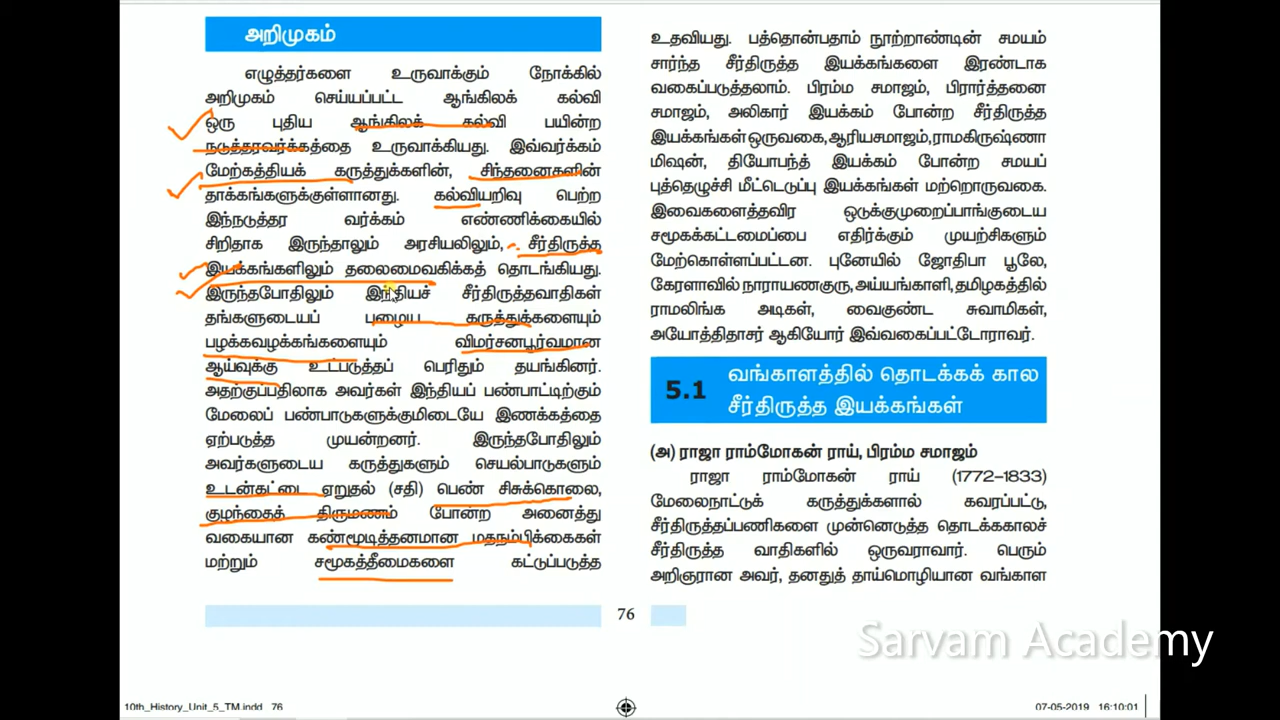 அறிமுகம்
எழுத்தர்களை உருவாக்கும் நோக்கில்
அறிமுகம் செய்யப்பட்ட ஆங்கிலக் கல்வி
ஒரு புதிய ஆங்கிலக் கல்வி பயின்ற
நடுத்தரவர்க்கத்தை உருவாக்கியது. இவ்வர்க்கம்
மேற்கத்தியக் கருத்துக்களின், சிந்தனைகளின்
தாக்கங்களுக்குள்ளானது. கல்வியறிவு பெற்ற
இந்நடுத்தர வர்க்கம் எண்ணிக்கையில்
சிறிதாக இருந்தாலும் அரசியலிலும், சீர்திருத்த
இயக்கங்களிலும் தலைமைவகிக்கத் தொடங்கியது.
இருந்தபோதிலும் இந்தியச் சீர்திருத்தவாதிகள்
தங்களுடையப் பழைய கருத்துக்களையும்
பழக்கவழக்கங்களையும் விமர்சனபூர்வமான
ஆய்வுக்கு உட்படுத்தப் பெரிதும் தயங்கினர்.
அதற்குப்பதிலாக அவர்கள் இந்தியப் பண்பாட்டிற்கும்
மேலைப் பண்பாடுகளுக்குமிடையே இணக்கத்தை
ஏற்படுத்த முயன்றனர். இருந்தபோதிலும்
அவர்களுடைய கருத்துகளும் செயல்பாடுகளும்
உடன்கட்டை ஏறுதல் (சதி) பெண் சிசுக்கொலை,
குழந்தைத் திருமணம் போன்ற அனைத்து
வகையான கண்மூடித்தனமான மதநம்பிக்கைகள்
மற்றும் சமூகத்தீமைகளை கட்டுப்படுத்த
உதவியது. பத்தொன்பதாம் நூற்றாண்டின் சமயம்
சார்ந்த சீர்திருத்த இயக்கங்களை இரண்டாக
வகைப்படுத்தலாம். பிரம்ம சமாஜம், பிரார்த்தனை
சமாஜம், அலிகார் இயக்கம் போன்ற சீர்திருத்த
இயக்கங்கள் ஒருவகை, ஆரியசமாஜம், ராமகிருஷ்ணா
மிஷன், தியோபந்த் இயக்கம் போன்ற சமயப்
புத்தெழுச்சி மீட்டெடுப்பு இயக்கங்கள் மற்றொருவகை.
இவைகளைத்தவிர ஒடுக்குமுறைப்பாங்குடைய
சமூகக்கட்டமைப்பை எதிர்க்கும் முயற்சிகளும்
மேற்கொள்ளப்பட்டன. புனேயில் ஜோதிபா பூலே,
கேரளாவில் நாராயணகுரு, அய்யங்காளி, தமிழகத்தில்
ராமலிங்க அடிகள், வைகுண்ட சுவாமிகள்,
அயோத்திதாசர் ஆகியோர் இவ்வகைப்பட்டோராவர்.
5.1 வங்காளத்தில் தொடக்கக் கால
சீர்திருத்த இயக்கங்கள்
(அ) ராஜா ராம்மோகன் ராய், பிரம்ம சமாஜம்
ராஜா ராம்மோகன் ராய் (1772–1833)
மேலைநாட்டுக் கருத்துக்களால் கவரப்பட்டு,
சீர்திருத்தப்பணிகளை முன்னெடுத்த தொடக்ககாலச்
சீர்திருத்த வாதிகளில் ஒருவராவார். பெரும்
அறிஞரான அவர், தனதுத் தாய்மொழியான வங்காள
76
Sarvam Academy
10th_History_Unit_5_TM.indd 76
07-05-2019 16:10:01